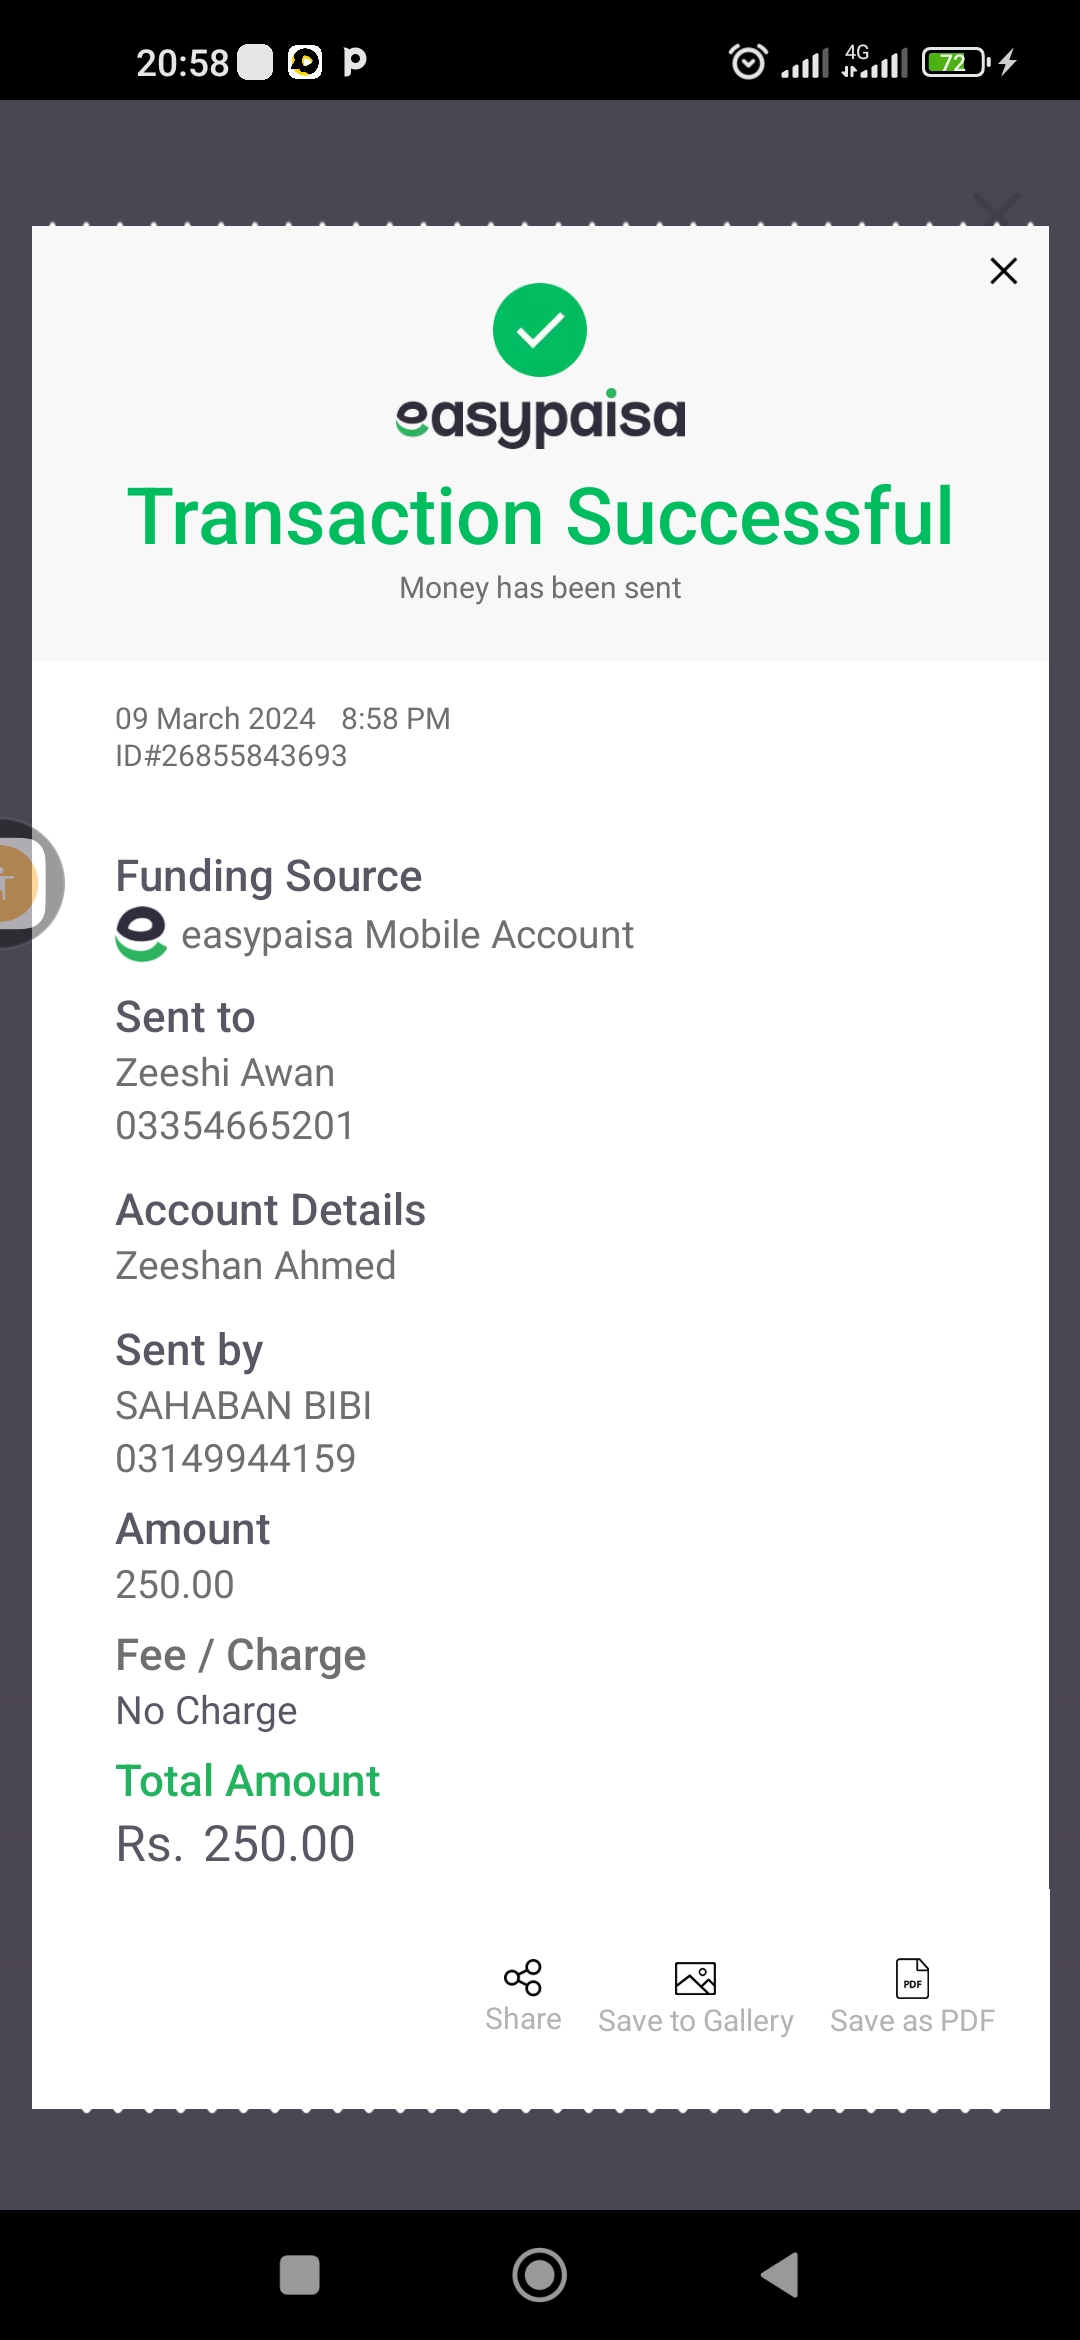 20:58
4G
72
easypaisa
Transaction Successful
Money has been sent
09 March 2024 8:58 PM
ID#26855843693
Funding Source
easypaisa Mobile Account
Sent to
Zeeshi Awan
03354665201
Account Details
Zeeshan Ahmed
Sent by
SAHABAN BIBI
03149944159
Amount
250.00
Fee / Charge
No Charge
Total Amount
Rs. 250.00
PDF
Share Save to Gallery Save as PDF